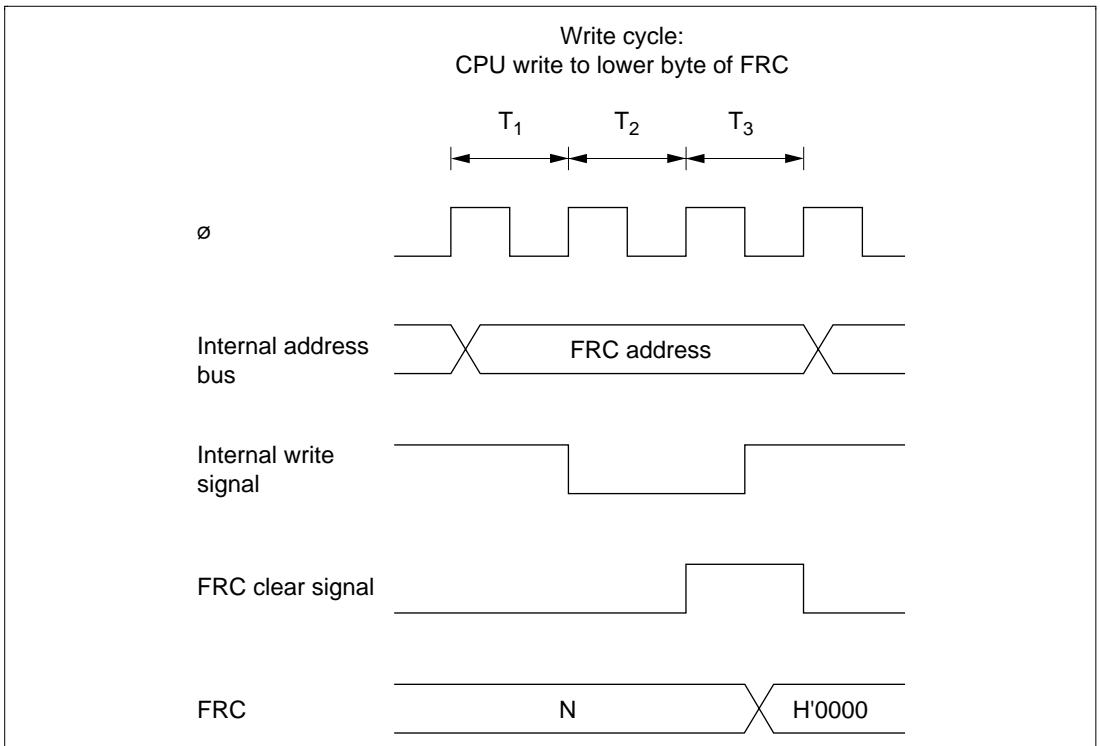 Write cycle:
CPU write to lower byte of FRC
T1 T2 T3
ø
Internal address
bus
FRC address
Internal write
signal
FRC clear signal
FRC
N
H'0000